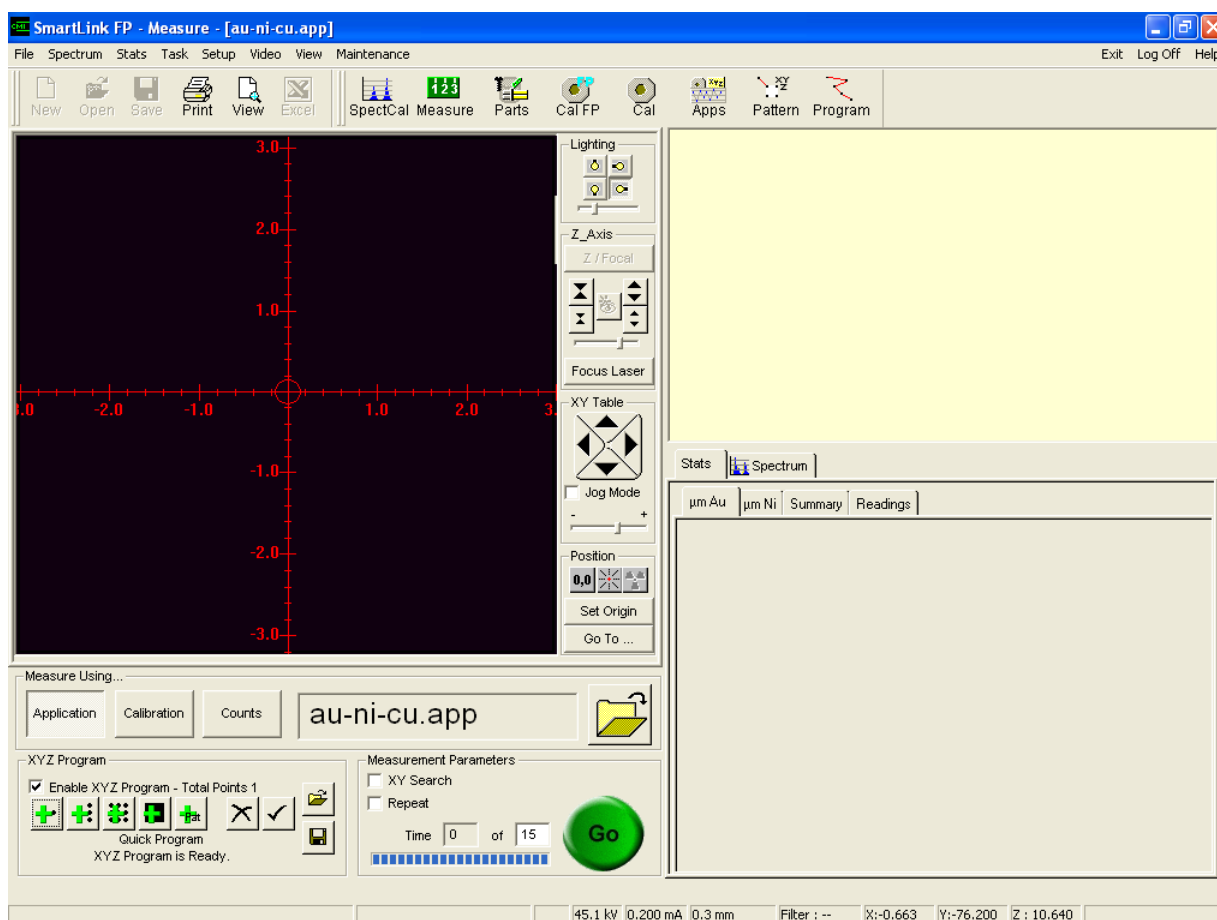 SmartLink FP - Measure - [au-ni-cu.app]
File Spectrum Stats Task Setup Video View Maintenance Exit Log Off Help
New Open Save Print View Excel SpectCal Measure Parts Cal FP Cal Apps Pattern Program
Lighting
Z_Axis
Z / Focal
Focus Laser
XY Table
Jog Mode
- +
Position
0,0
Set Origin
Go To ...
3.0
2.0
1.0
3.0 -2.0 -1.0 1.0 2.0 3.
-1.0
-2.0
-3.0
Stats Spectrum
µm Au µm Ni Summary Readings
Measure Using...
Application Calibration Counts au-ni-cu.app
XYZ Program
Enable XYZ Program - Total Points 1
Pat
Quick Program
XYZ Program is Ready.
Measurement Parameters
XY Search
Repeat
Time 0 of 15
Go
45.1 kV 0.200 mA 0.3 mm Filter : -- X:-0.663 Y:-76.200 Z : 10.640